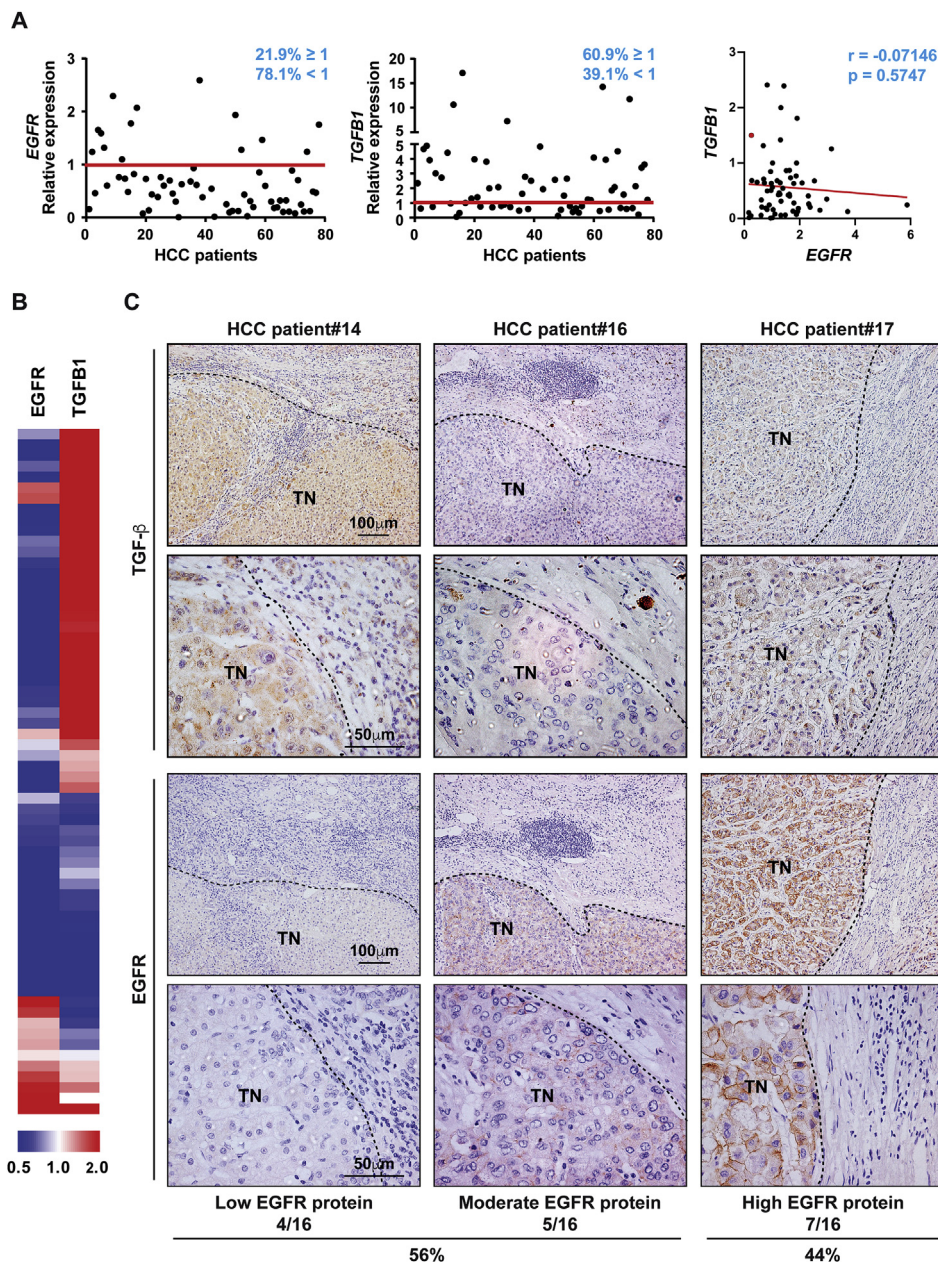 A
EGFR
Relative expression
3
2
1
0
0 20 40 60 80
HCC patients
21.9% ≥ 1
78.1% < 1
TGFB1
Relative expression
20
15
10
5
4
3
2
1
0
0 20 40 60 80
HCC patients
60.9% ≥ 1
39.1% < 1
TGFB1
3
2
1
0
0 2 4 6
EGFR
r = -0.07146
p = 0.5747
B
EGFR
TGFB1
0.5 1.0 2.0
C
HCC patient#14 HCC patient#16 HCC patient#17
TGF-β
TN
100μm
TN
TN
TN
50μm
TN
TN
EGFR
TN
100μm
TN
TN
TN
50μm
TN
TN
Low EGFR protein Moderate EGFR protein High EGFR protein
4/16 5/16 7/16
56% 44%